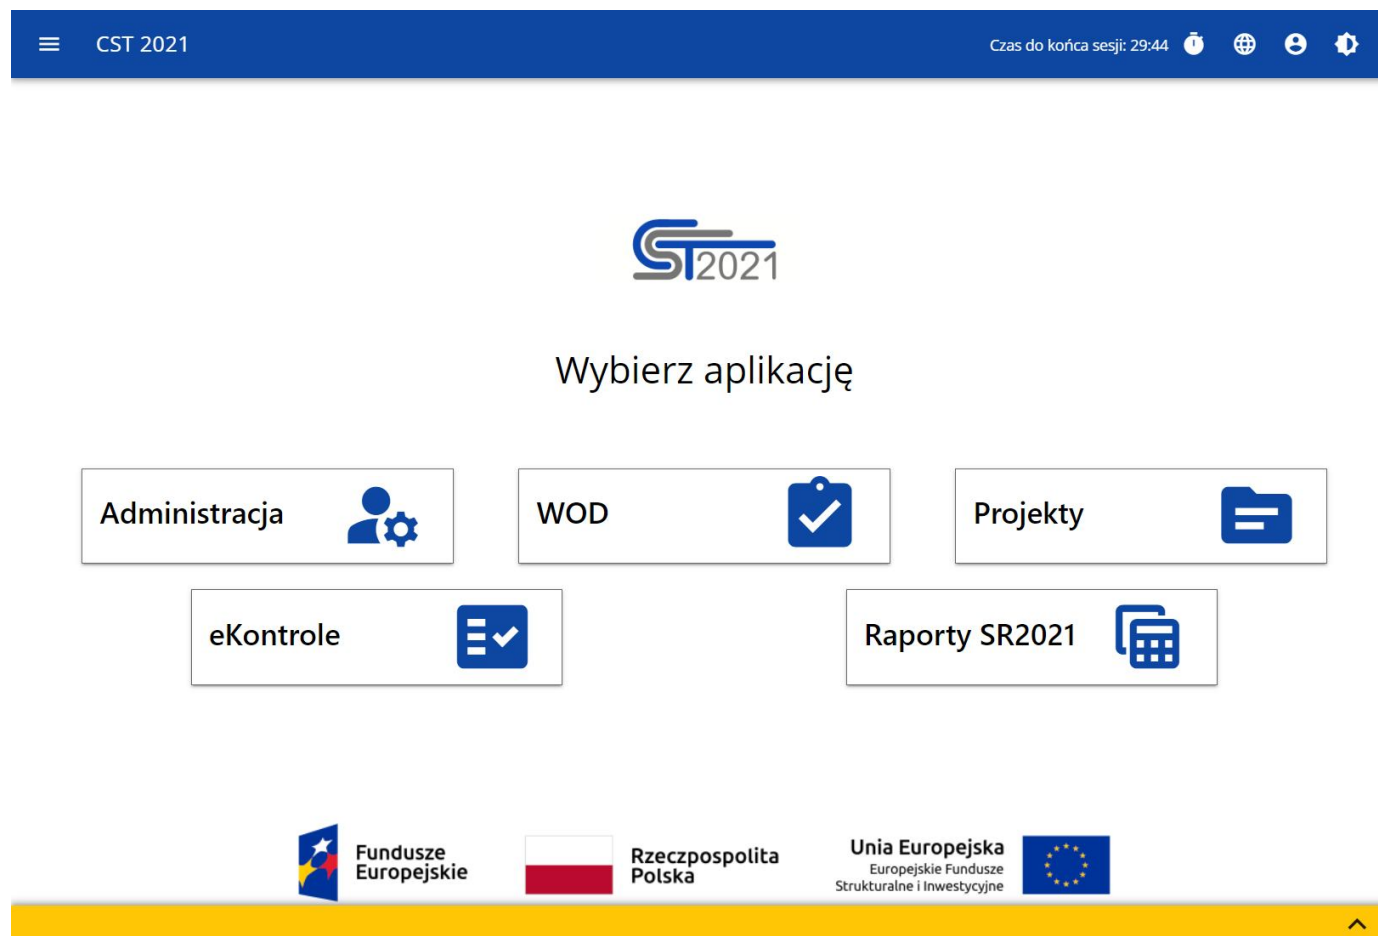 CST 2021
Czas do końca sesji: 29:44
CST2021
Wybierz aplikację
Administracja
WOD
Projekty
eKontrole
Raporty SR2021
Fundusze
Europejskie
Rzeczpospolita
Polska
Unia Europejska
Europejskie Fundusze
Strukturalne i Inwestycyjne